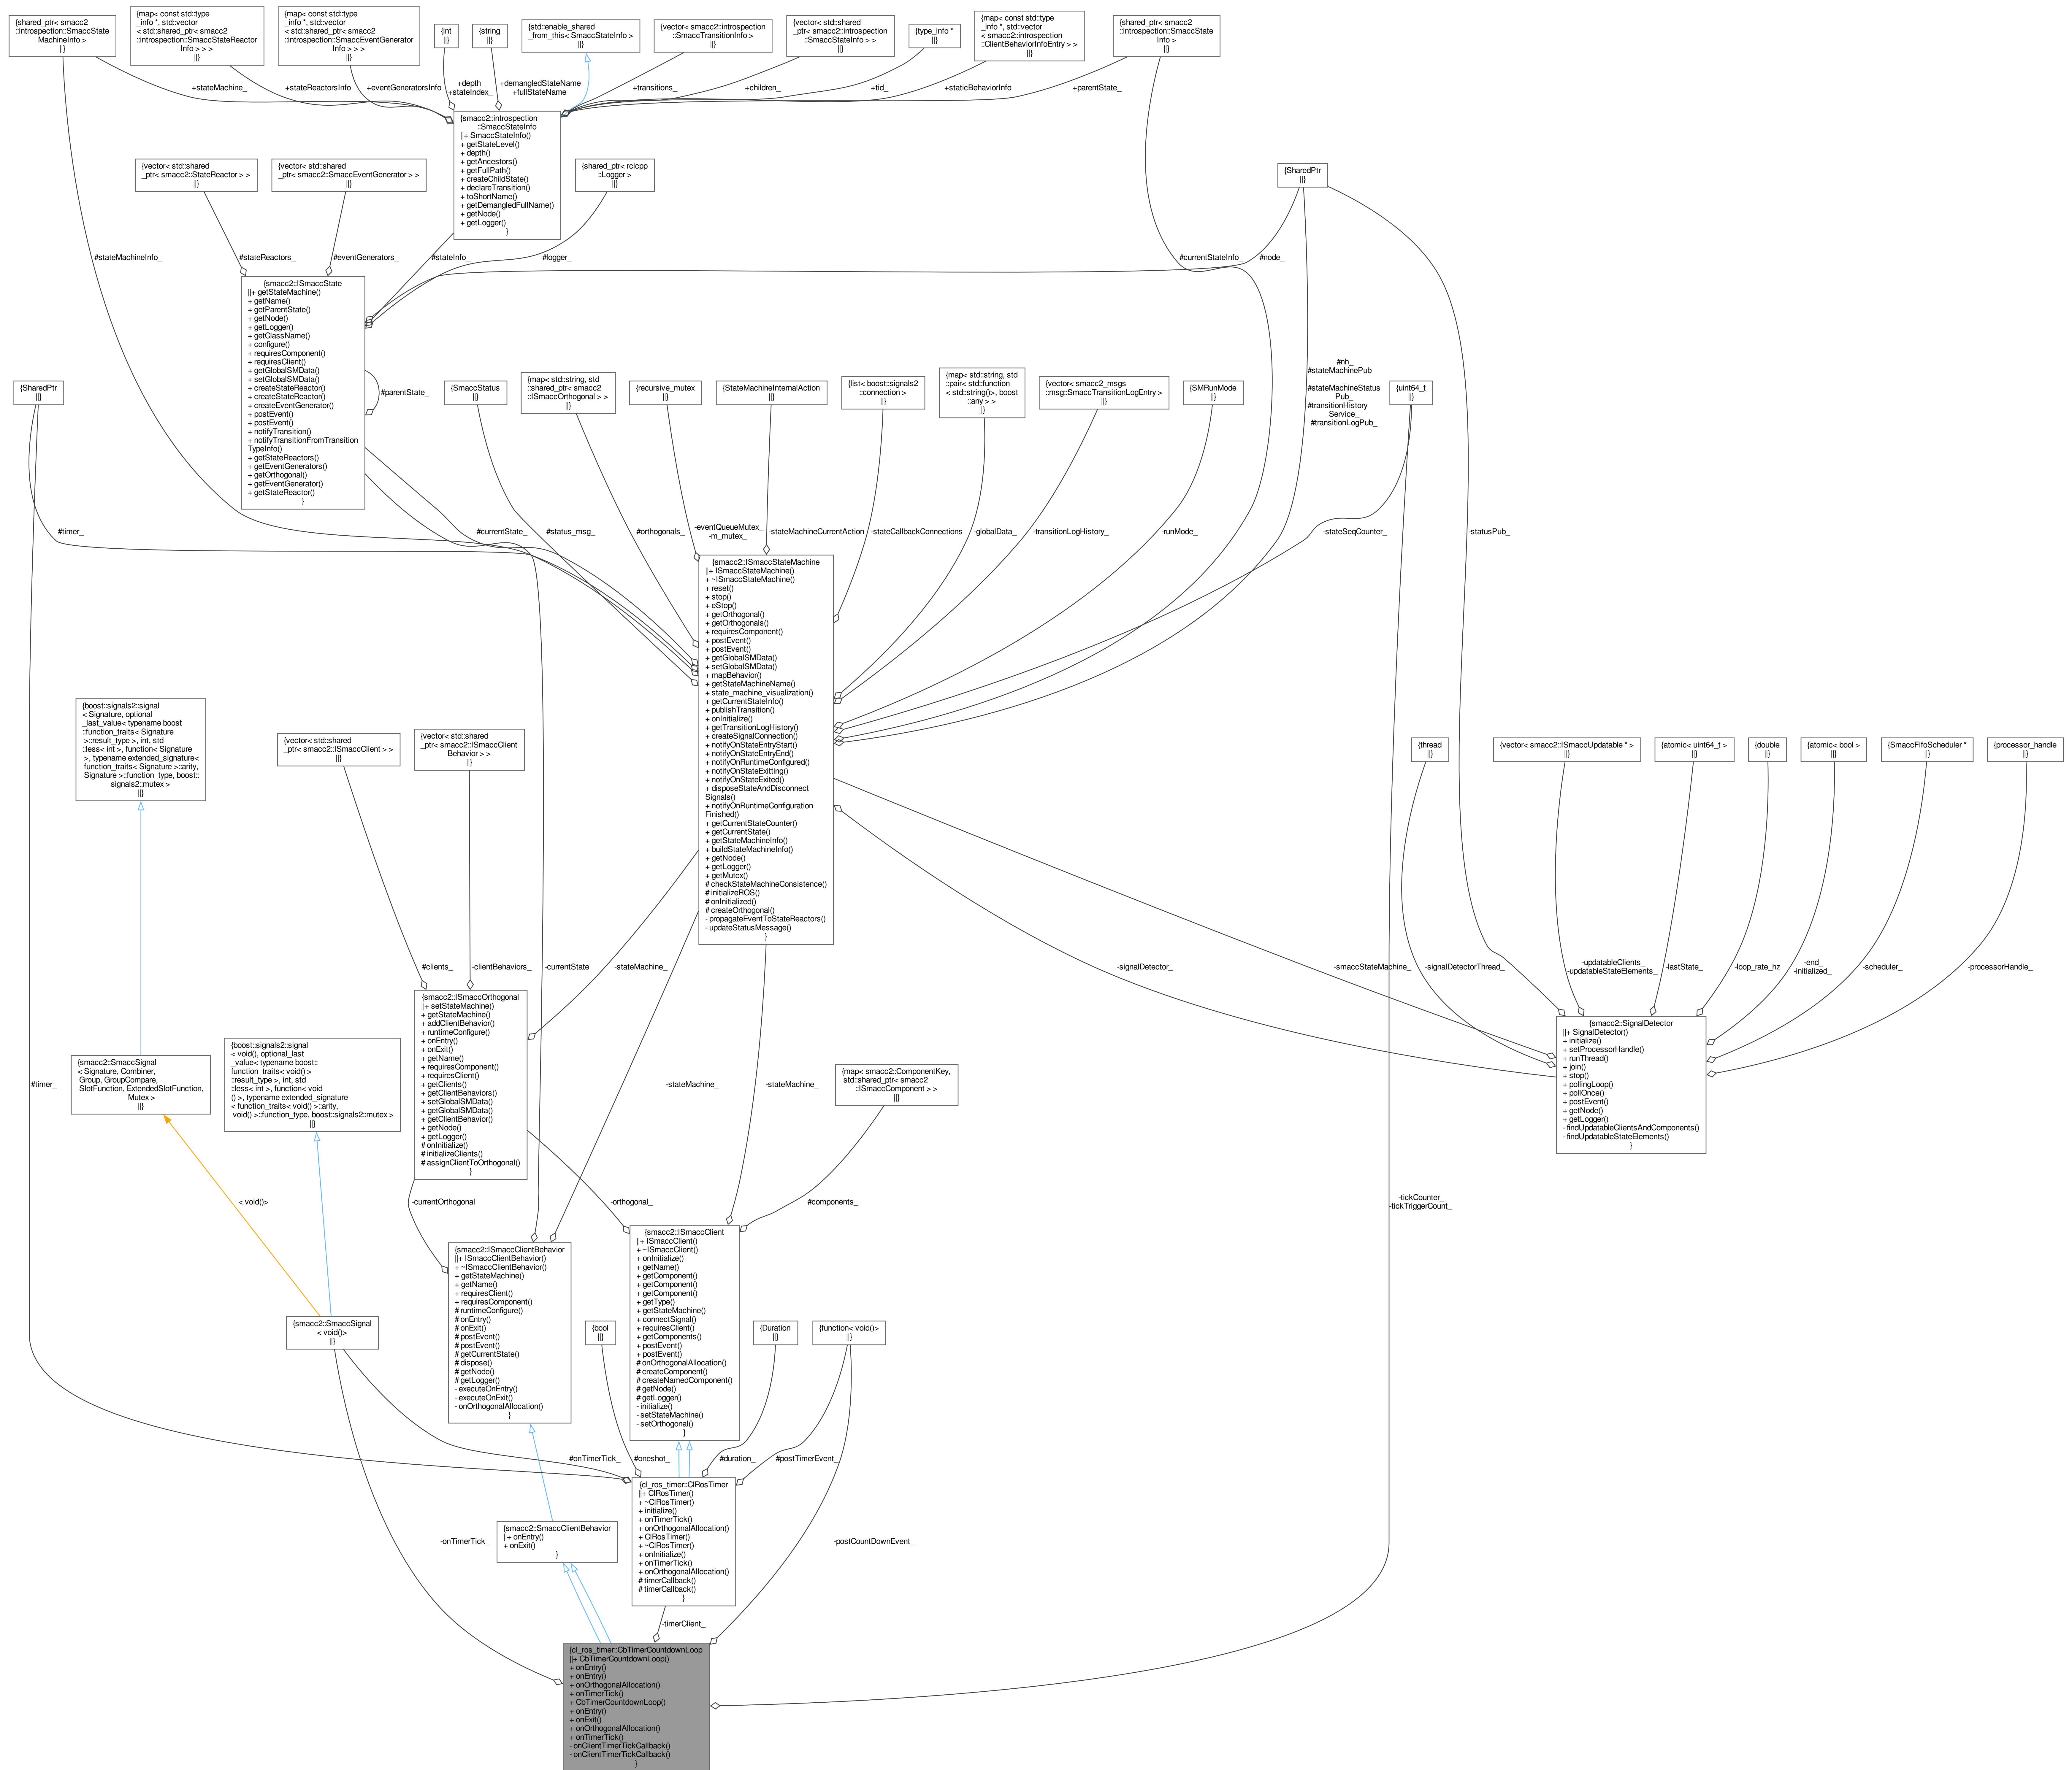 {shared_ptr< smacc2
::introspection::SmaccState
MachineInfo >
||}
{map< const std::type
_info *, std::vector
< std::shared_ptr< smacc2
::introspection::SmaccStateReactor
Info > > >
||}
{map< const std::type
_info *, std::vector
< std::shared_ptr< smacc2
::introspection::SmaccEventGenerator
Info > > >
||}
{int
||}
{string
||}
{std::enable_shared
_from_this< SmaccStateInfo >
||}
{vector< smacc2::introspection
::SmaccTransitionInfo >
||}
{vector< std::shared
_ptr< smacc2::introspection
::SmaccStateInfo > >
||}
{type_info *
||}
{map< const std::type
_info *, std::vector
< smacc2::introspection
::ClientBehaviorInfoEntry > >
||}
{shared_ptr< smacc2
::introspection::SmaccState
Info >
||}
+stateMachine_
+stateReactorsInfo
+eventGeneratorsInfo
+depth_
+stateIndex_
+demangledStateName
+fullStateName
+transitions_
+children_
+tid_
+staticBehaviorInfo
+parentState_
{smacc2::introspection
::SmaccStateInfo
||+ SmaccStateInfo()
+ getStateLevel()
+ depth()
+ getAncestors()
+ getFullPath()
+ createChildState()
+ declareTransition()
+ toShortName()
+ getDemangledFullName()
+ getNode()
+ getLogger()
}
{vector< std::shared
_ptr< smacc2::StateReactor > >
||}
{vector< std::shared
_ptr< smacc2::SmaccEventGenerator > >
||}
{shared_ptr< rclcpp
::Logger >
||}
{SharedPtr
||}
#stateMachineInfo_
#stateReactors_
#eventGenerators_
#stateInfo_
#logger_
#currentStateInfo_
#node_
{smacc2::ISmaccState
||+ getStateMachine()
+ getName()
+ getParentState()
+ getNode()
+ getLogger()
+ getClassName()
+ configure()
+ requiresComponent()
+ requiresClient()
+ getGlobalSMData()
+ setGlobalSMData()
+ createStateReactor()
+ createStateReactor()
+ createEventGenerator()
+ postEvent()
+ postEvent()
+ notifyTransition()
+ notifyTransitionFromTransition
TypeInfo()
+ getStateReactors()
+ getEventGenerators()
+ getOrthogonal()
+ getEventGenerator()
+ getStateReactor()
}
#parentState_
{SharedPtr
||}
{SmaccStatus
||}
{map< std::string, std
::shared_ptr< smacc2
::ISmaccOrthogonal > >
||}
{recursive_mutex
||}
{StateMachineInternalAction
||}
{list< boost::signals2
::connection >
||}
{map< std::string, std
::pair< std::function
< std::string()>, boost
::any > >
||}
{vector< smacc2_msgs
::msg::SmaccTransitionLogEntry >
||}
{SMRunMode
||}
#nh_
#stateMachinePub
_
#stateMachineStatus
Pub_
#transitionHistory
Service_
#transitionLogPub_
{uint64_t
||}
#timer_
#currentState_
#status_msg_
#orthogonals_
-eventQueueMutex_
-m_mutex_
-stateMachineCurrentAction
-stateCallbackConnections
-globalData_
-transitionLogHistory_
-runMode_
-stateSeqCounter_
-statusPub_
{smacc2::ISmaccStateMachine
||+ ISmaccStateMachine()
+ ~ISmaccStateMachine()
+ reset()
+ stop()
+ eStop()
+ getOrthogonal()
+ getOrthogonals()
+ requiresComponent()
+ postEvent()
+ postEvent()
+ getGlobalSMData()
+ setGlobalSMData()
+ mapBehavior()
+ getStateMachineName()
+ state_machine_visualization()
+ getCurrentStateInfo()
+ publishTransition()
+ onInitialize()
+ getTransitionLogHistory()
+ createSignalConnection()
+ notifyOnStateEntryStart()
+ notifyOnStateEntryEnd()
+ notifyOnRuntimeConfigured()
+ notifyOnStateExitting()
+ notifyOnStateExited()
+ disposeStateAndDisconnect
Signals()
+ notifyOnRuntimeConfiguration
Finished()
+ getCurrentStateCounter()
+ getCurrentState()
+ getStateMachineInfo()
+ buildStateMachineInfo()
+ getNode()
+ getLogger()
+ getMutex()
# checkStateMachineConsistence()
# initializeROS()
# onInitialized()
# createOrthogonal()
- propagateEventToStateReactors()
- updateStatusMessage()
}
{boost::signals2::signal
< Signature, optional
_last_value< typename boost
::function_traits< Signature
>::result_type >, int, std
::less< int >, function< Signature
>, typename extended_signature<
function_traits< Signature >::arity,
Signature >::function_type, boost::
signals2::mutex >
||}
{vector< std::shared
_ptr< smacc2::ISmaccClient > >
||}
{vector< std::shared
_ptr< smacc2::ISmaccClient
Behavior > >
||}
{thread
||}
{vector< smacc2::ISmaccUpdatable * >
||}
{atomic< uint64_t >
||}
{double
||}
{atomic< bool >
||}
{SmaccFifoScheduler *
||}
{processor_handle
||}
#clients_
-clientBehaviors_
-currentState
-stateMachine_
-signalDetector_
-smaccStateMachine_
-signalDetectorThread_
-updatableClients_
-updatableStateElements_
-lastState_
-loop_rate_hz
-end_
-initialized_
-scheduler_
-processorHandle_
{smacc2::ISmaccOrthogonal
||+ setStateMachine()
+ getStateMachine()
+ addClientBehavior()
+ runtimeConfigure()
+ onEntry()
+ onExit()
+ getName()
+ requiresComponent()
+ requiresClient()
+ getClients()
+ getClientBehaviors()
+ setGlobalSMData()
+ getGlobalSMData()
+ getClientBehavior()
+ getNode()
+ getLogger()
# onInitialize()
# initializeClients()
# assignClientToOrthogonal()
}
{smacc2::SignalDetector
||+ SignalDetector()
+ initialize()
+ setProcessorHandle()
+ runThread()
+ join()
+ stop()
+ pollingLoop()
+ pollOnce()
+ postEvent()
+ getNode()
+ getLogger()
- findUpdatableClientsAndComponents()
- findUpdatableStateElements()
}
{smacc2::SmaccSignal
< Signature, Combiner,
Group, GroupCompare,
SlotFunction, ExtendedSlotFunction,
Mutex >
||}
{boost::signals2::signal
< void(), optional_last
_value< typename boost::
function_traits< void() >
::result_type >, int, std
::less< int >, function< void
() >, typename extended_signature
< function_traits< void() >::arity,
void() >::function_type, boost::signals2::mutex >
||}
#timer_
-stateMachine_
-stateMachine_
{map< smacc2::ComponentKey,
std::shared_ptr< smacc2
::ISmaccComponent > >
||}
< void()>
-currentOrthogonal
-orthogonal_
#components_
-tickCounter_
-tickTriggerCount_
{smacc2::ISmaccClientBehavior
||+ ISmaccClientBehavior()
+ ~ISmaccClientBehavior()
+ getStateMachine()
+ getName()
+ requiresClient()
+ requiresComponent()
# runtimeConfigure()
# onEntry()
# onExit()
# postEvent()
# postEvent()
# getCurrentState()
# dispose()
# getNode()
# getLogger()
- executeOnEntry()
- executeOnExit()
- onOrthogonalAllocation()
}
{smacc2::ISmaccClient
||+ ISmaccClient()
+ ~ISmaccClient()
+ onInitialize()
+ getName()
+ getComponent()
+ getComponent()
+ getComponent()
+ getType()
+ getStateMachine()
+ connectSignal()
+ requiresClient()
+ getComponents()
+ postEvent()
+ postEvent()
# onOrthogonalAllocation()
# createComponent()
# createNamedComponent()
# getNode()
# getLogger()
- initialize()
- setStateMachine()
- setOrthogonal()
}
{smacc2::SmaccSignal
< void()>
||}
{bool
||}
{Duration
||}
{function< void()>
||}
#onTimerTick_
#oneshot_
#duration_
#postTimerEvent_
{cl_ros_timer::ClRosTimer
||+ ClRosTimer()
+ ~ClRosTimer()
+ initialize()
+ onTimerTick()
+ onOrthogonalAllocation()
+ ClRosTimer()
+ ~ClRosTimer()
+ onInitialize()
+ onTimerTick()
+ onOrthogonalAllocation()
# timerCallback()
# timerCallback()
}
{smacc2::SmaccClientBehavior
||+ onEntry()
+ onExit()
}
-onTimerTick_
-postCountDownEvent_
-timerClient_
{cl_ros_timer::CbTimerCountdownLoop
||+ CbTimerCountdownLoop()
+ onEntry()
+ onEntry()
+ onOrthogonalAllocation()
+ onTimerTick()
+ CbTimerCountdownLoop()
+ onEntry()
+ onExit()
+ onOrthogonalAllocation()
+ onTimerTick()
- onClientTimerTickCallback()
- onClientTimerTickCallback()
}